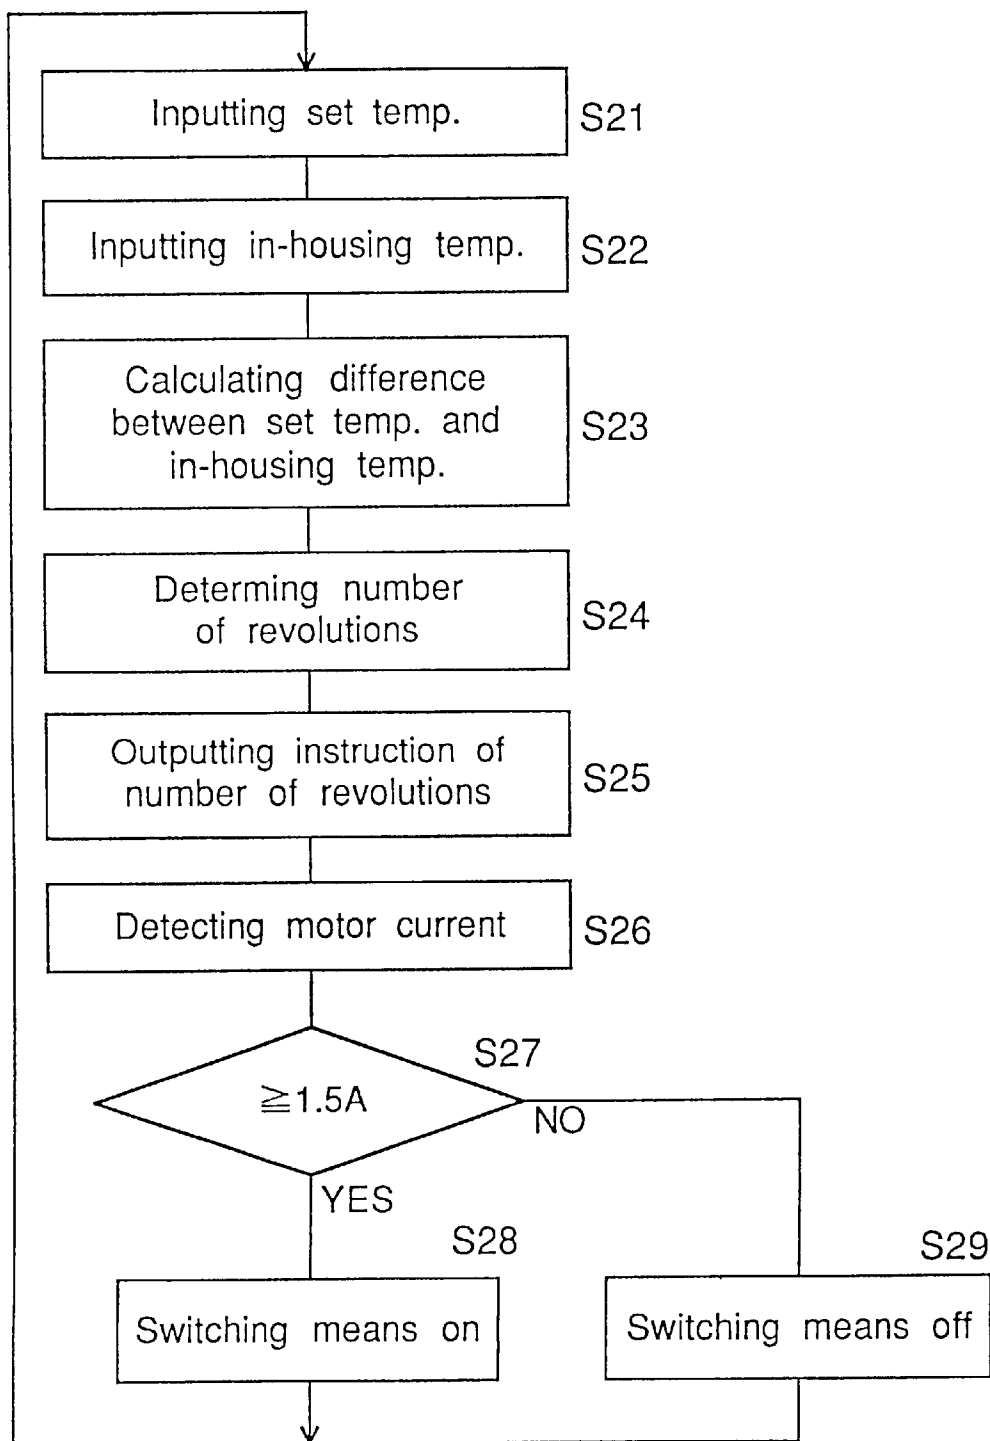 Inputting set temp.
S21
Inputting in-housing temp.
S22
Calculating difference
between set temp. and
in-housing temp.
S23
Determing number
of revolutions
S24
Outputting instruction of
number of revolutions
S25
Detecting motor current
S26
S27
≧1.5A
NO
YES
S28
Switching means on
S29
Switching means off